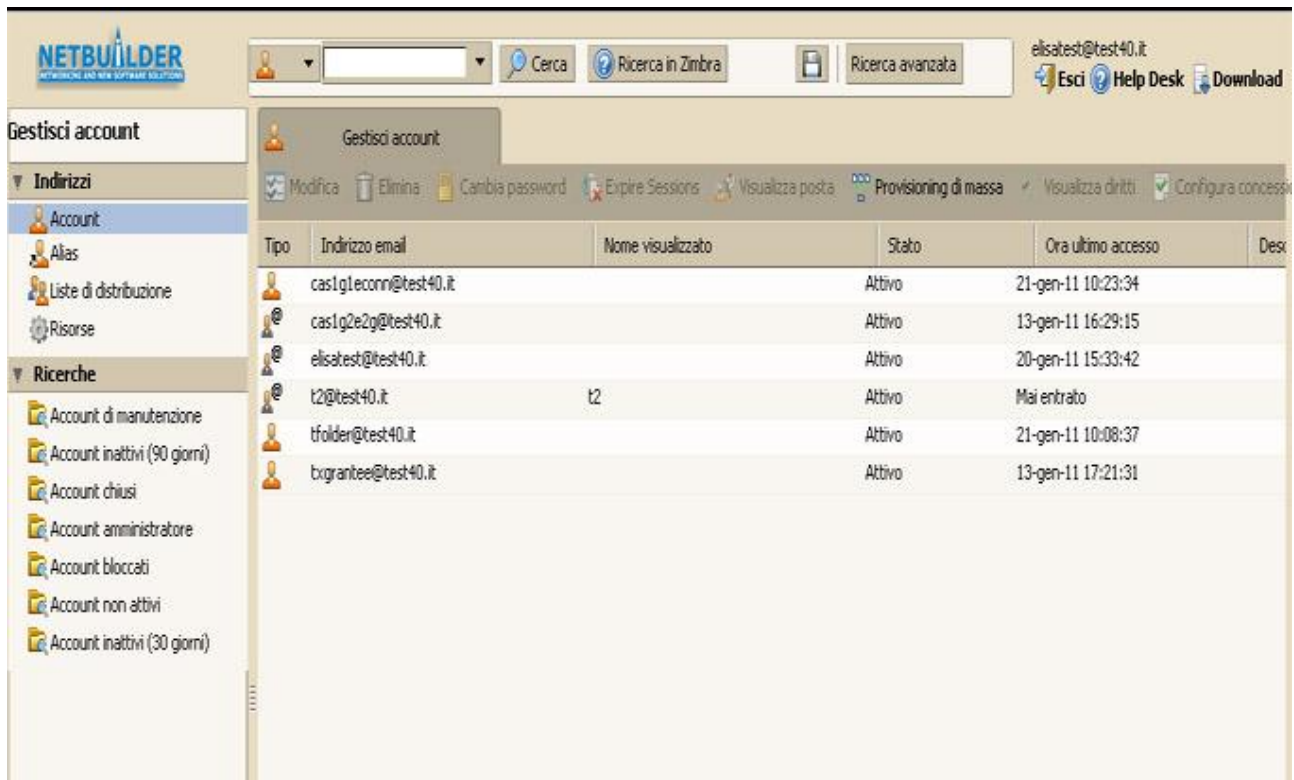 NETBUILDER
NETWORKING AND NEW SOFTWARE SOLUTIONS
Cerca
Ricerca in Zimbra
Ricerca avanzata
elisatest@test40.it
Esci Help Desk Download
Gestisci account
Gestisci account
Indirizzi
Account
Alias
Liste di distribuzione
Risorse
Ricerche
Account di manutenzione
Account inattivi (90 giorni)
Account chiusi
Account amministratore
Account bloccati
Account non attivi
Account inattivi (30 giorni)
Modifica Elimina Cambia password Expire Sessions Visualizza posta Provisioning di massa Visualizza diritti Configura concessi
Tipo Indirizzo email Nome visualizzato Stato Ora ultimo accesso Desc
cas1g1econn@test40.it Attivo 21-gen-11 10:23:34
cas1g2e2g@test40.it Attivo 13-gen-11 16:29:15
elisatest@test40.it Attivo 20-gen-11 15:33:42
t2@test40.it t2 Attivo Mai entrato
tfolder@test40.it Attivo 21-gen-11 10:08:37
txgrantee@test40.it Attivo 13-gen-11 17:21:31